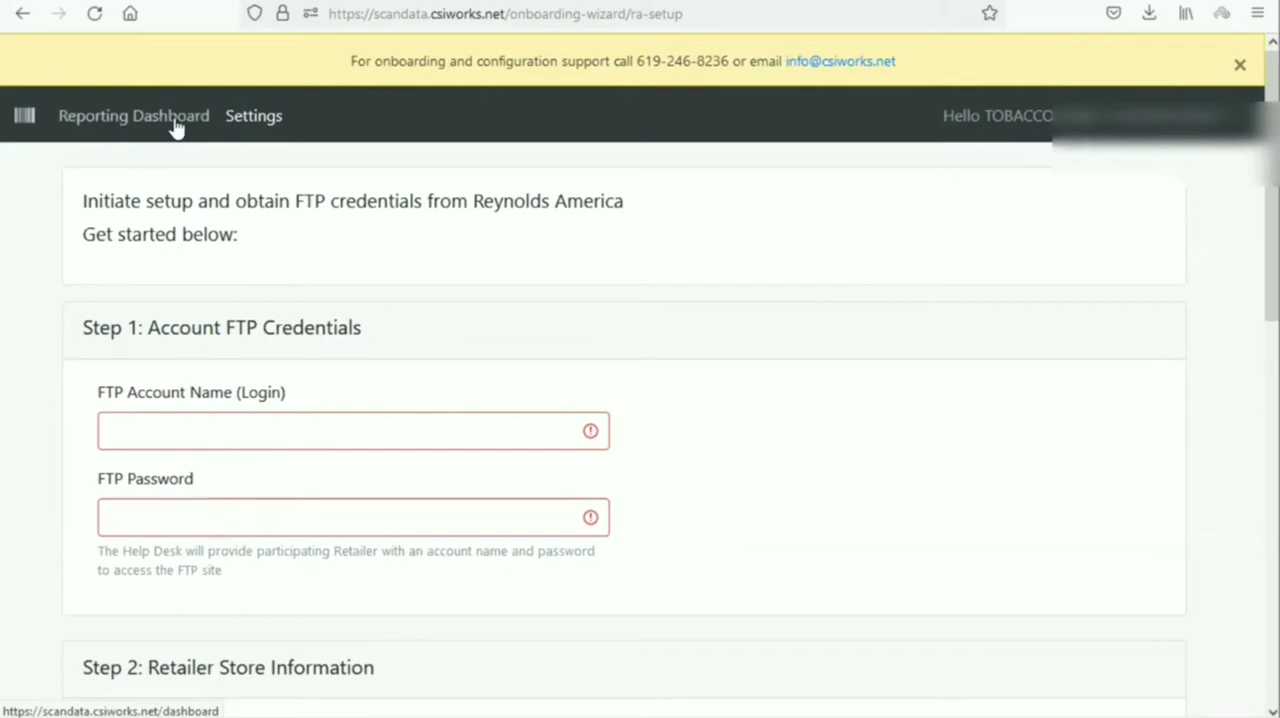 https://scandata.csiworks.net/onboarding-wizard/ra-setup
For onboarding and configuration support call 619-246-8236 or email info@csiworks.net
Reporting Dashboard Settings Hello TOBACCO
Initiate setup and obtain FTP credentials from Reynolds America
Get started below:
Step 1: Account FTP Credentials
FTP Account Name (Login)
FTP Password
The Help Desk will provide participating Retailer with an account name and password
to access the FTP site
Step 2: Retailer Store Information
https://scandata.csiworks.net/dashboard